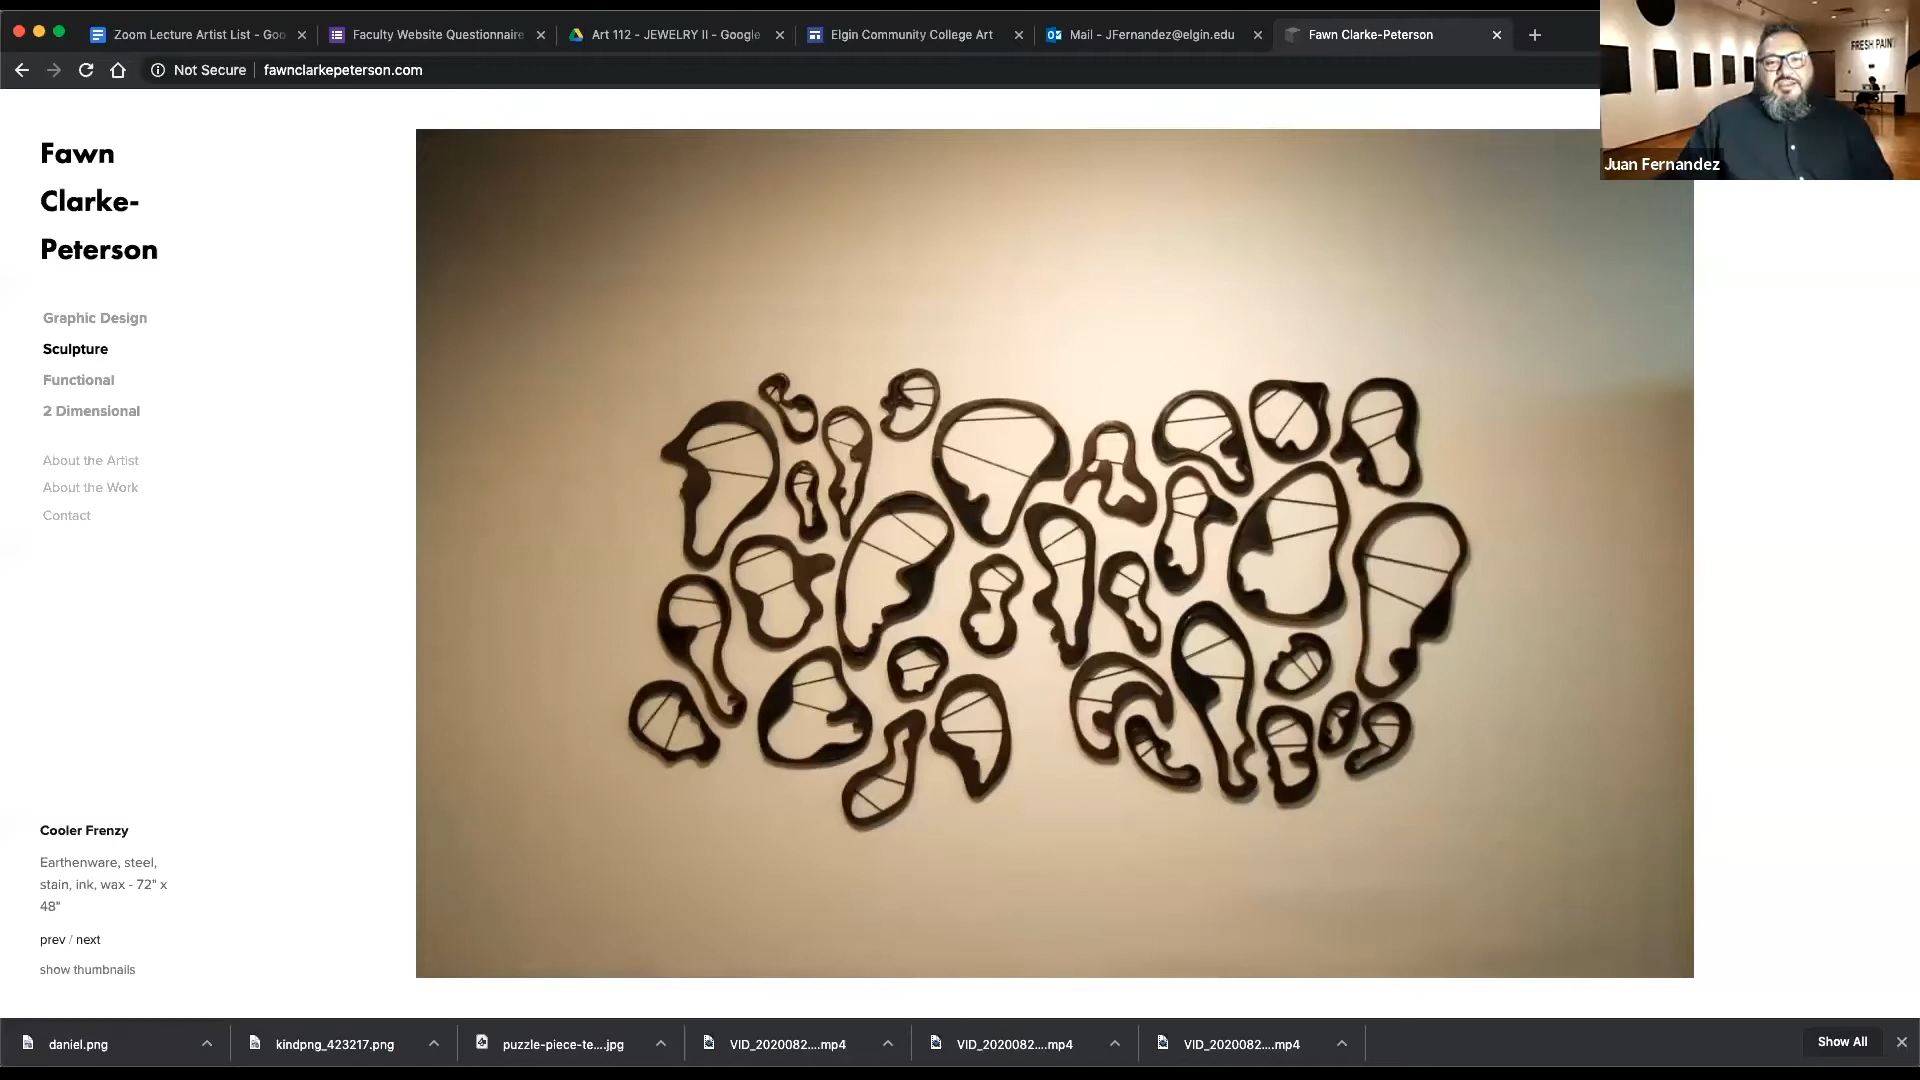 Zoom Lecture Artist List - Goo
Faculty Website Questionnaire
Art 112 - JEWELRY II - Google
Elgin Community College Art
Mail - JFernandez@elgin.edu
Fawn Clarke-Peterson
Not Secure
fawnclarkepeterson.com
FRESH PAIN
Juan Fernandez
Fawn
Clarke-
Peterson
Graphic Design
Sculpture
Functional
2 Dimensional
About the Artist
About the Work
Contact
Cooler Frenzy
Earthenware, steel,
stain, ink, wax - 72" x
48"
prev / next
show thumbnails
daniel.png
kindpng_423217.png
puzzle-piece-te....jpg
VID_2020082....mp4
VID_2020082....mp4
VID_2020082....mp4
Show All